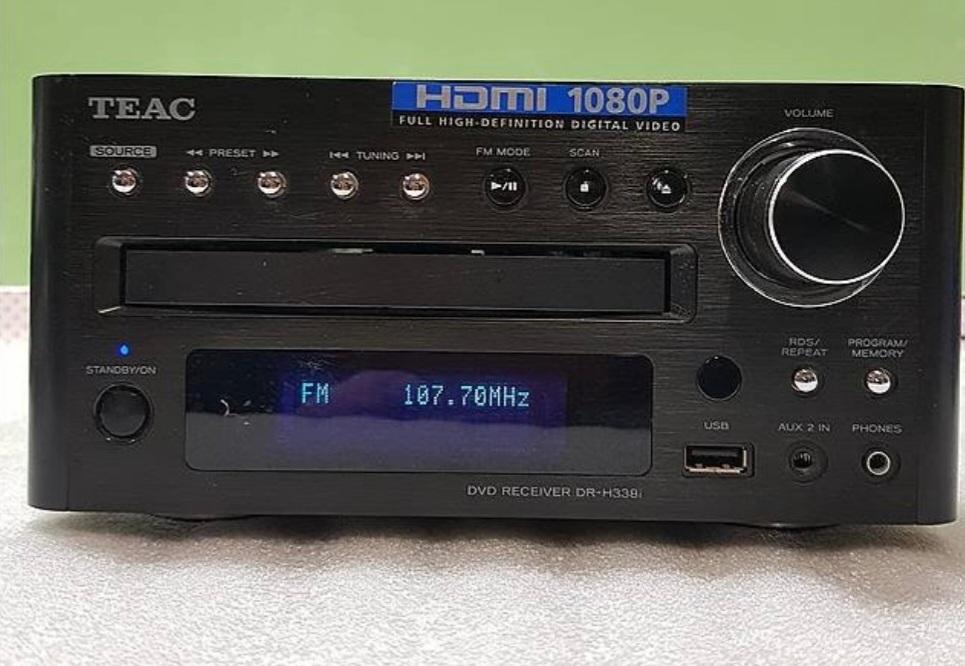 TEAC
HDMI 1080P
FULL HIGH-DEFINITION DIGITAL VIDEO
VOLUME
SOURCE
PRESET
TUNING
FM MODE
SCAN
STANDBY/ON
FM 107.70MHz
RDS/
REPEAT
PROGRAM/
MEMORY
USB
AUX 2 IN
PHONES
DVD RECEIVER DR-H338i